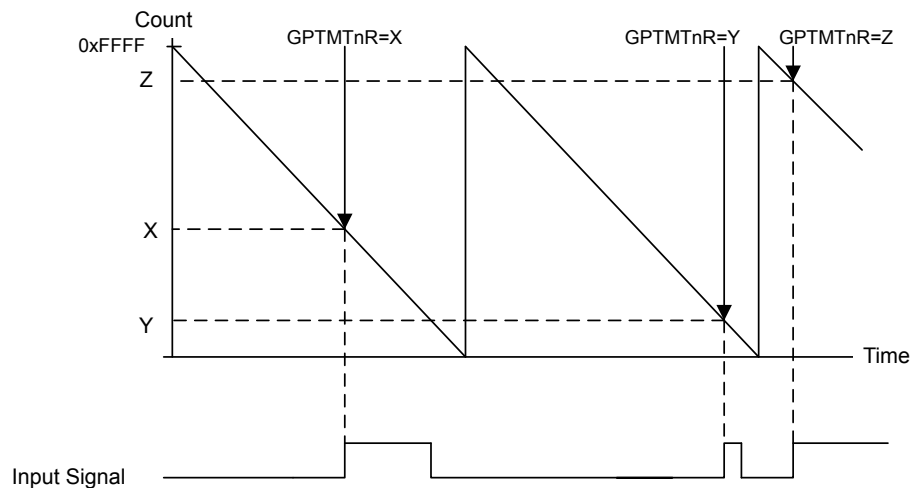 Count
0xFFFF
GPTMTnR=X
GPTMTnR=Y
GPTMTnR=Z
Z
X
Y
Time
Input Signal